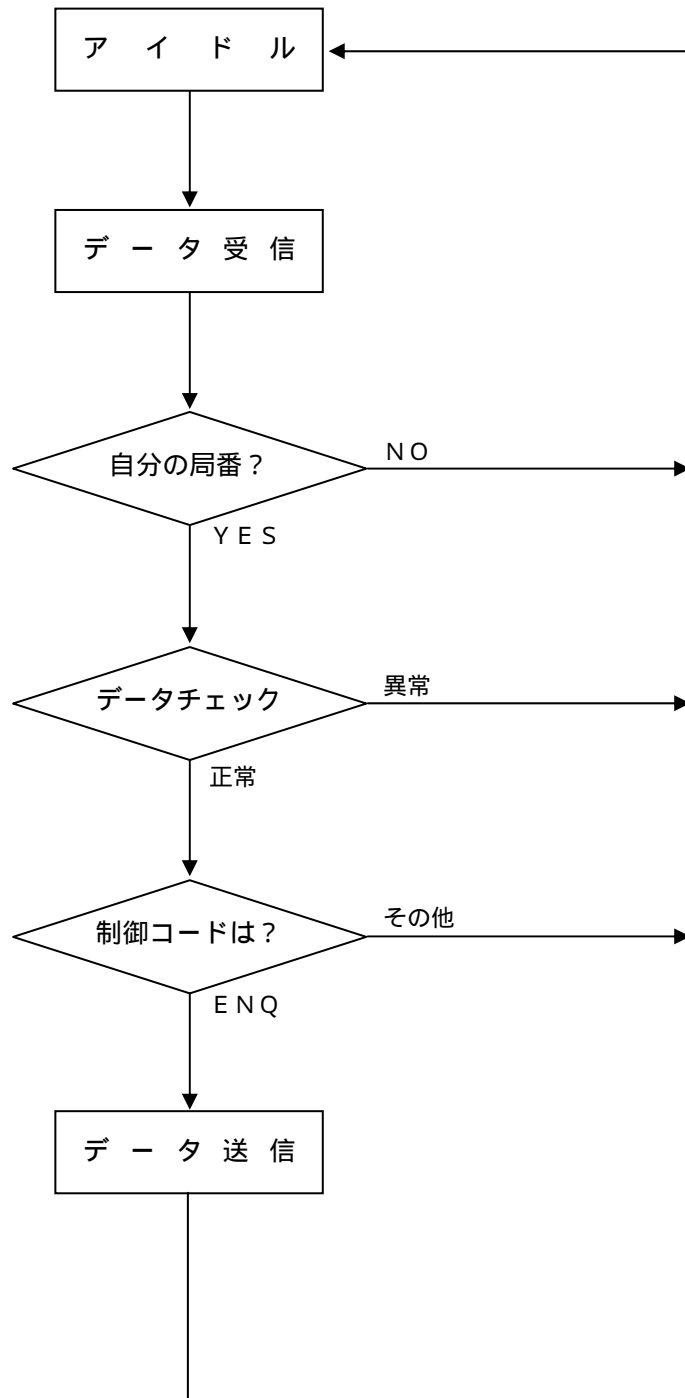 アイドル
データ受信
自分の局番？
ＮＯ
ＹＥＳ
データチェック
異常
正常
制御コードは？
その他
ＥＮＱ
データ送信